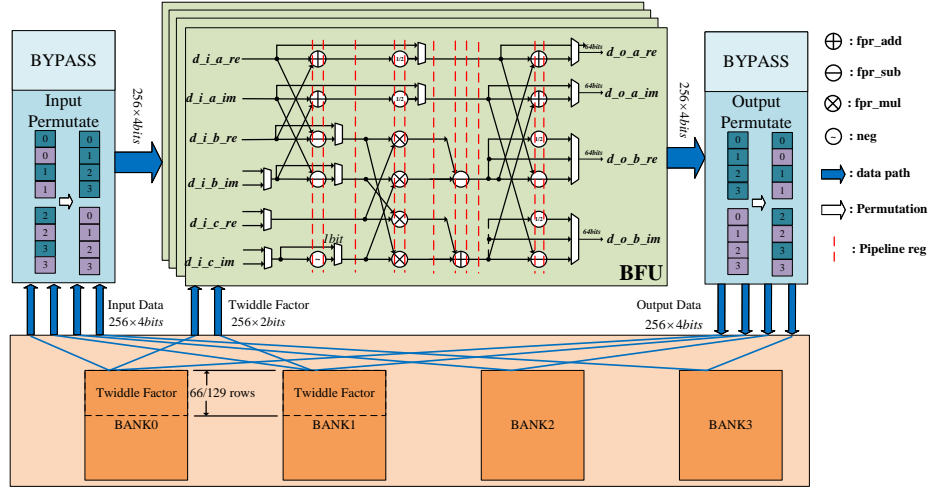 BYPASS
Input
Permutate
0
0
1
1
0
1
2
3
2
2
3
3
0
1
2
3
256×4bits
d_i_a_re
d_i_a_im
d_i_b_re
d_i_b_im
d_i_c_re
d_i_c_im
1/2
1/2
1bit
1/2
1/2
64bits
64bits
64bits
64bits
d_o_a_re
d_o_a_im
d_o_b_re
d_o_b_im
BFU
256×4bits
BYPASS
Output
Permutate
0
1
2
3
0
1
2
3
0
0
1
1
2
2
3
3
: fpr_add
: fpr_sub
: fpr_mul
: neg
: data path
: Permutation
: Pipeline reg
Input Data
256×4bits
Twiddle Factor
256×2bits
Output Data
256×4bits
Twiddle Factor
BANK0
66/129 rows
Twiddle Factor
BANK1
BANK2
BANK3